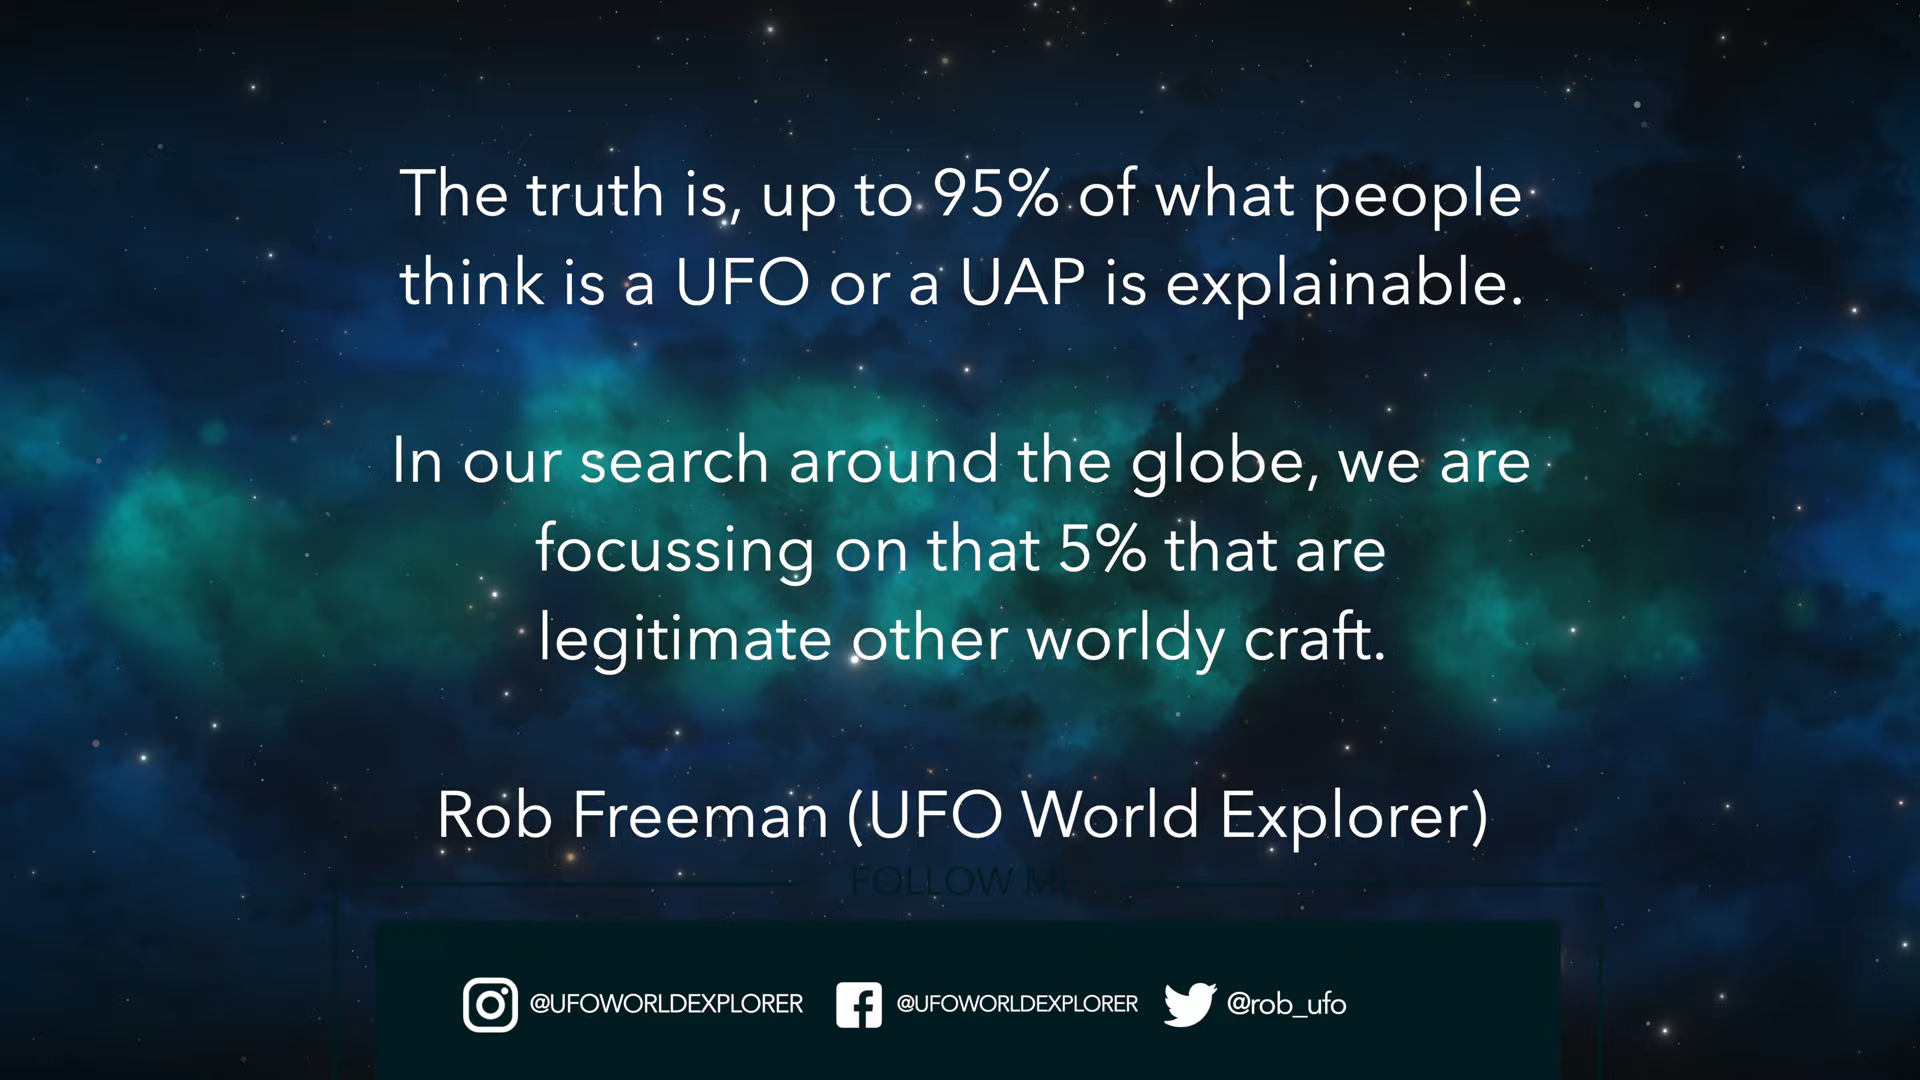 The truth is, up to 95% of what people
think is a UFO or a UAP is explainable.
In our search around the globe, we are
focussing on that 5% that are
legitimate other worldy craft.
Rob Freeman (UFO World Explorer)
FOLLOW ME
@UFOWORLDEXPLORER @UFOWORLDEXPLORER @rob_ufo